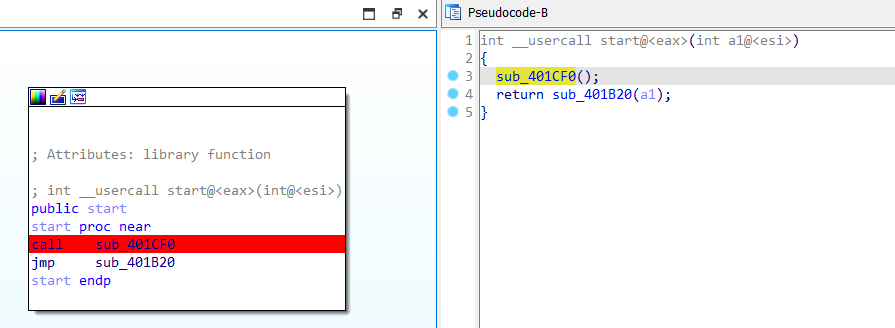 ; Attributes: library function
; int __usercall start@<eax>(int@<esi>)
public start
start proc near
call    sub_401CF0
jmp     sub_401B20
start endp
Pseudocode-B
1 int __usercall start@<eax>(int a1@<esi>)
2 {
3   sub_401CF0();
4   return sub_401B20(a1);
5 }